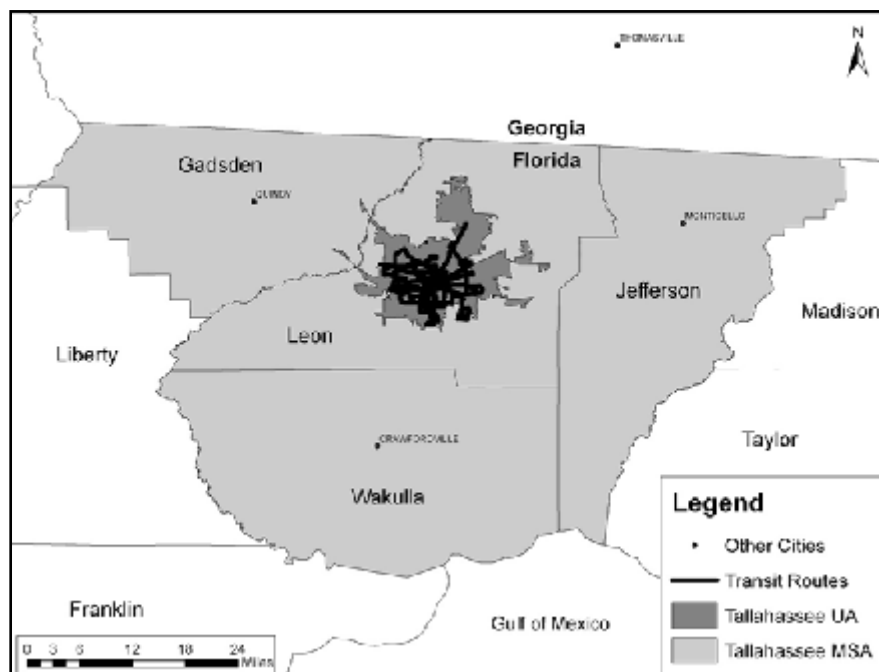 THOMASVILLE
N
Georgia
Florida
Gadsden
QUINCY
MONTICELLO
Jefferson
Madison
Leon
Liberty
CRAWFORDVILLE
Taylor
Wakulla
Legend
Other Cities
Transit Routes
Tallahassee UA
Tallahassee MSA
Franklin
Gulf of Mexico
0 3 6 12 18 24
Miles